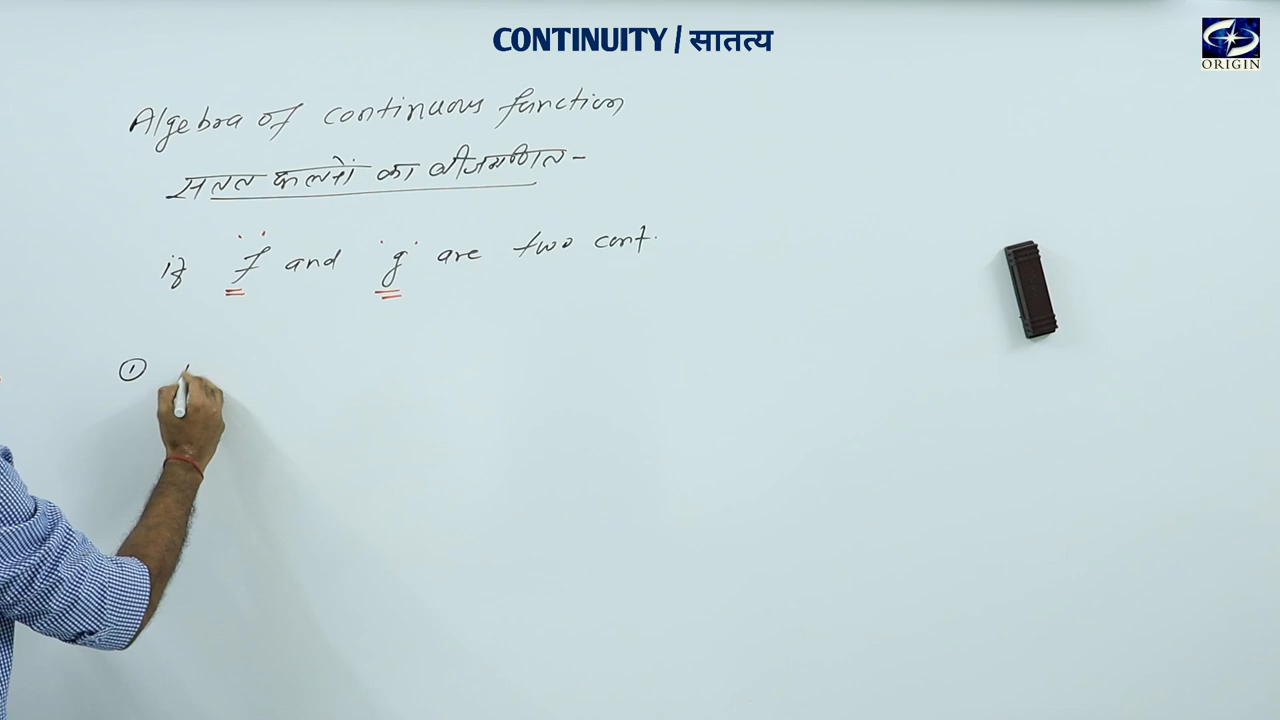 CONTINUITY / सातत्य
ORIGIN
Algebra of continuous function
सतत फलनों का बीजगणित -
if f and g are two cont.
①